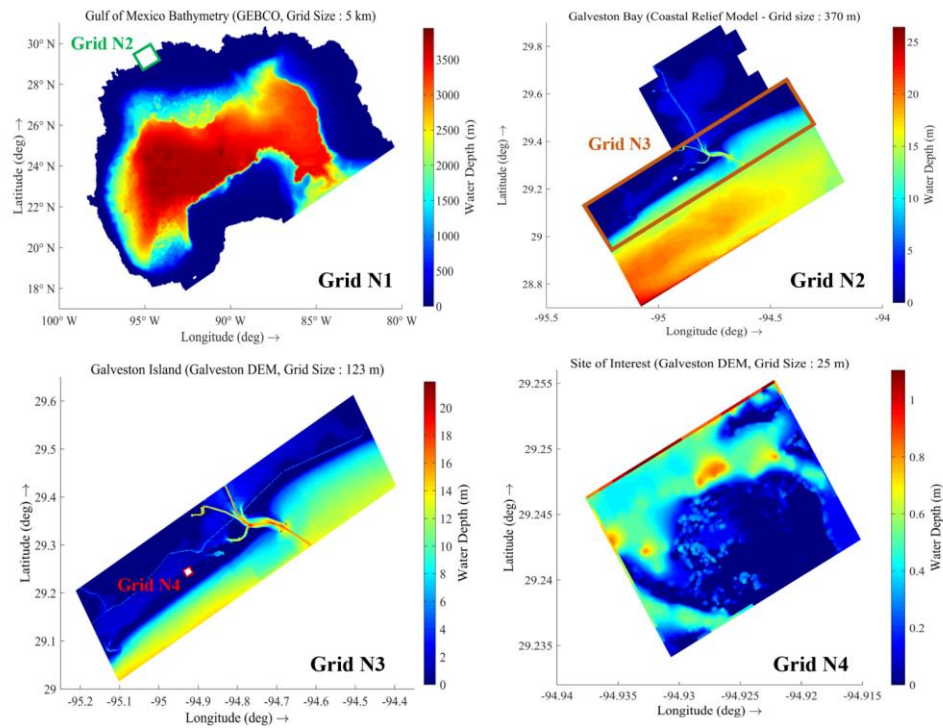 Gulf of Mexico Bathymetry (GEBCO, Grid Size : 5 km)
30° N
28° N
26° N
24° N
22° N
20° N
18° N
Latitude (deg) →
Grid N2
Grid N1
100° W
95° W
90° W
85° W
80° W
Longitude (deg) →
3500
3000
2500
2000
1500
1000
500
0
Water Depth (m)
Galveston Bay (Coastal Relief Model - Grid size : 370 m)
29.8
29.6
29.4
29.2
29
28.8
Latitude (deg) →
Grid N3
Grid N2
-95.5
-95
-94.5
-94
Longitude (deg) →
25
20
15
10
5
0
Water Depth (m)
Galveston Island (Galveston DEM, Grid Size : 123 m)
29.6
29.5
29.4
29.3
29.2
29.1
29
Latitude (deg) →
Grid N4
Grid N3
-95.2
-95.1
-95
-94.9
-94.8
-94.7
-94.6
-94.5
-94.4
Longitude (deg) →
20
18
16
14
12
10
8
6
4
2
0
Water Depth (m)
Site of Interest (Galveston DEM, Grid Size : 25 m)
29.255
29.25
29.245
29.24
29.235
Latitude (deg) →
Grid N4
-94.94
-94.935
-94.93
-94.925
-94.92
-94.915
Longitude (deg) →
1
0.8
0.6
0.4
0.2
0
Water Depth (m)